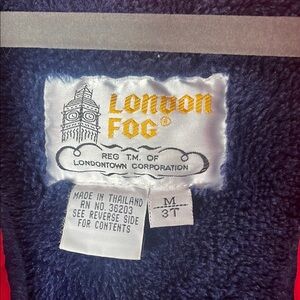 LONDON
FOG®
REG T.M. OF
LONDONTOWN CORPORATION
MADE IN THAILAND
RN NO. 36203
SEE REVERSE SIDE
FOR CONTENTS
M
3T